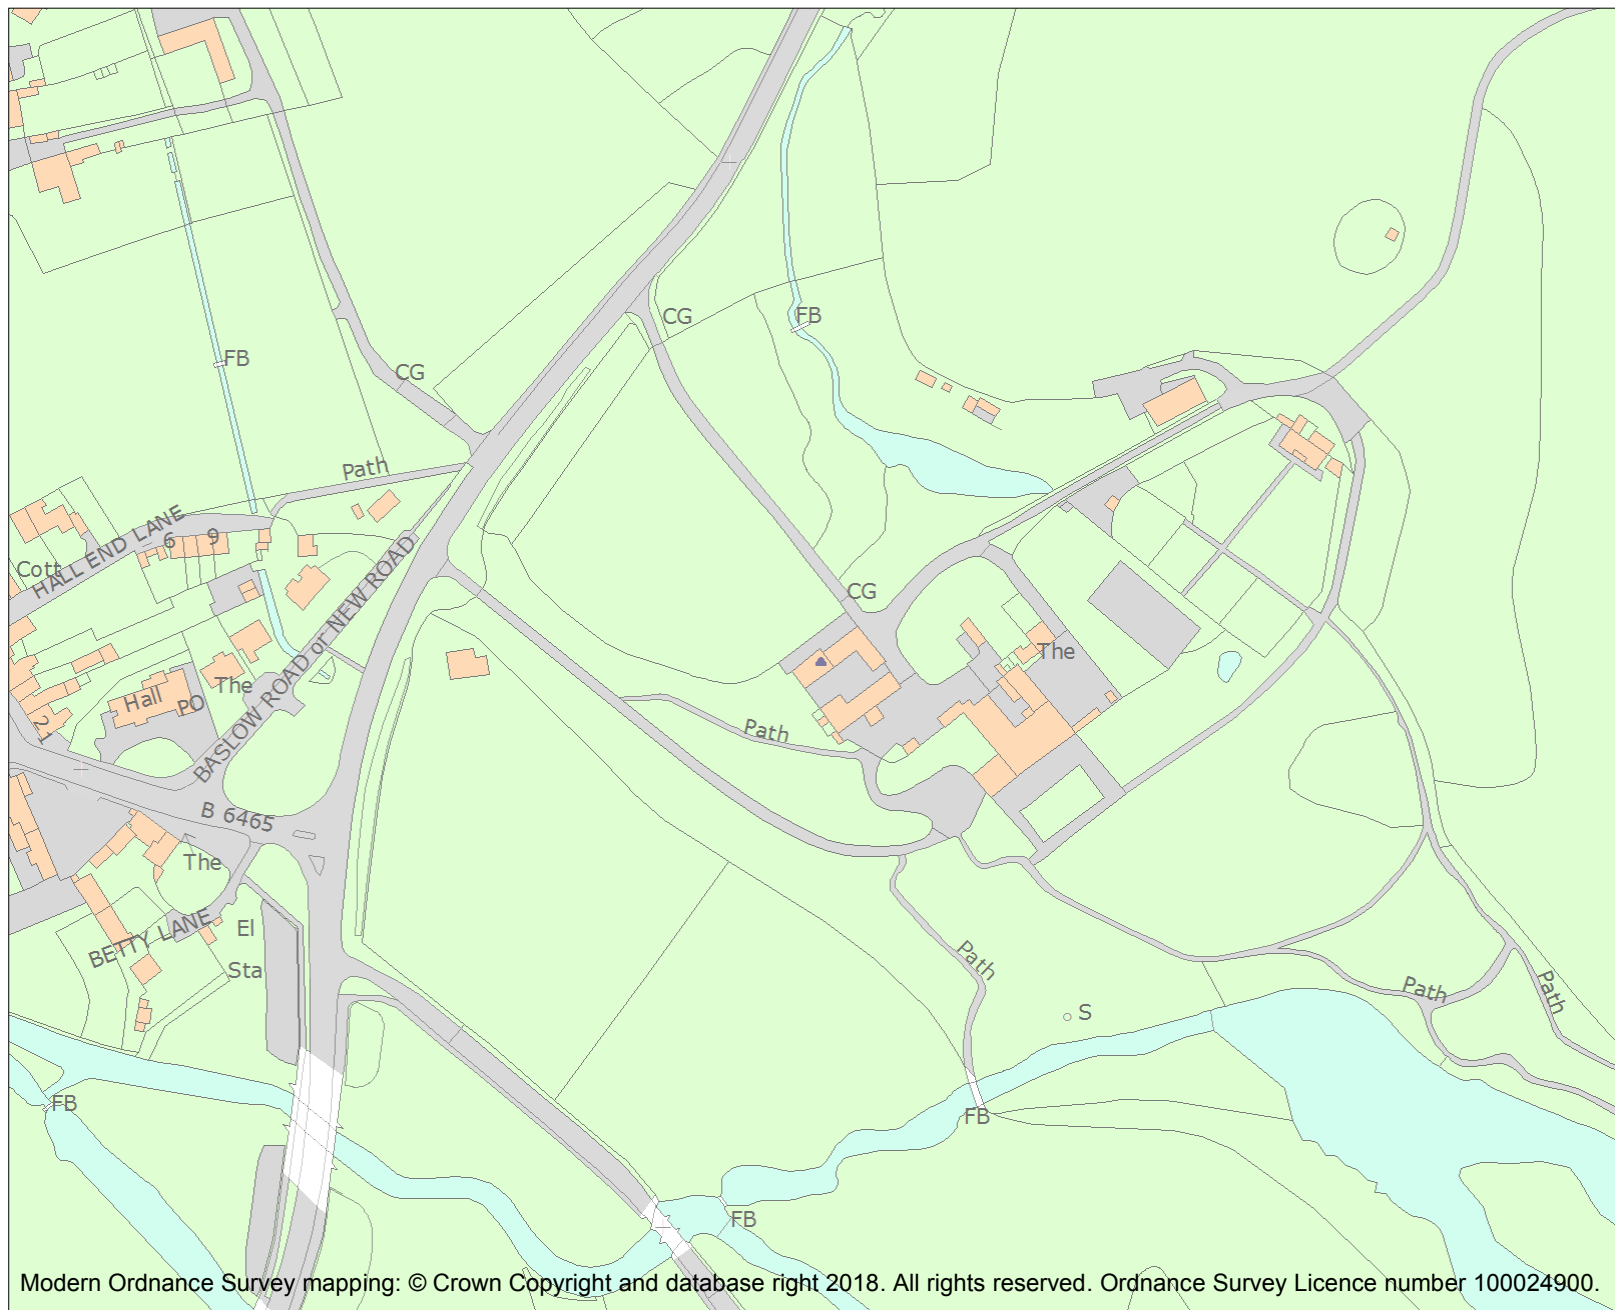 CG
FB
FB
CG
Path
HALL END LANE
6
9
Cott
BASLOW ROAD or NEW ROAD
CG
The
The
Hall
PO
21
Path
B 6465
The
BETTY LANE
El
Sta
Path
Path
Path
S
FB
FB
FB
Modern Ordnance Survey mapping: © Crown Copyright and database right 2018. All rights reserved. Ordnance Survey Licence number 100024900.